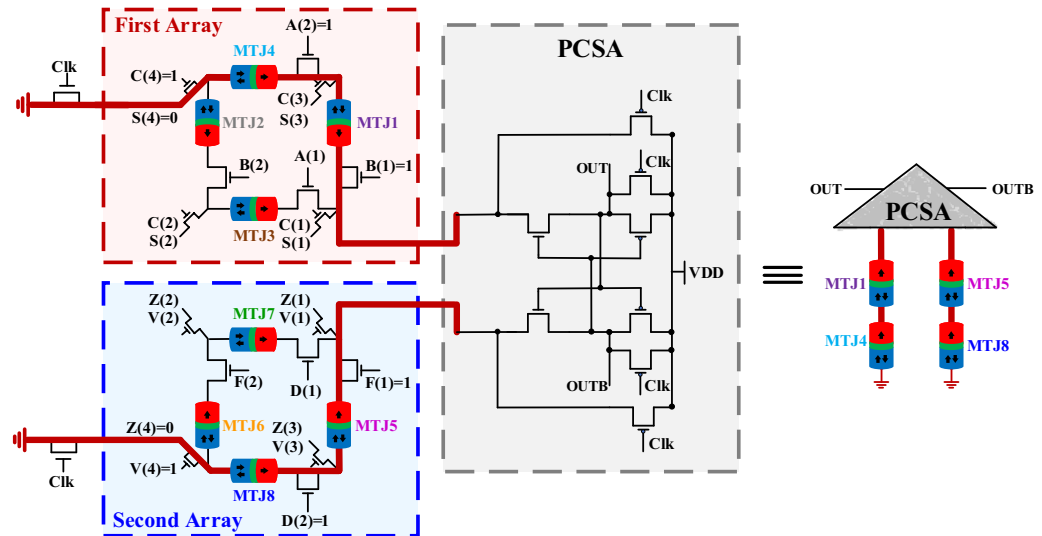 First Array
A(2)=1
MTJ4
Clk
C(4)=1
C(3)
S(3)
S(4)=0
MTJ2
MTJ1
A(1)
B(2)
B(1)=1
C(2)
S(2)
MTJ3
C(1)
S(1)
Z(2)
V(2)
MTJ7
Z(1)
V(1)
F(2)
D(1)
F(1)=1
MTJ6
MTJ5
Z(4)=0
Z(3)
V(3)
V(4)=1
Clk
MTJ8
D(2)=1
Second Array
PCSA
Clk
OUT
Clk
VDD
OUTB
Clk
Clk
OUT
OUTB
PCSA
MTJ1
MTJ5
MTJ4
MTJ8